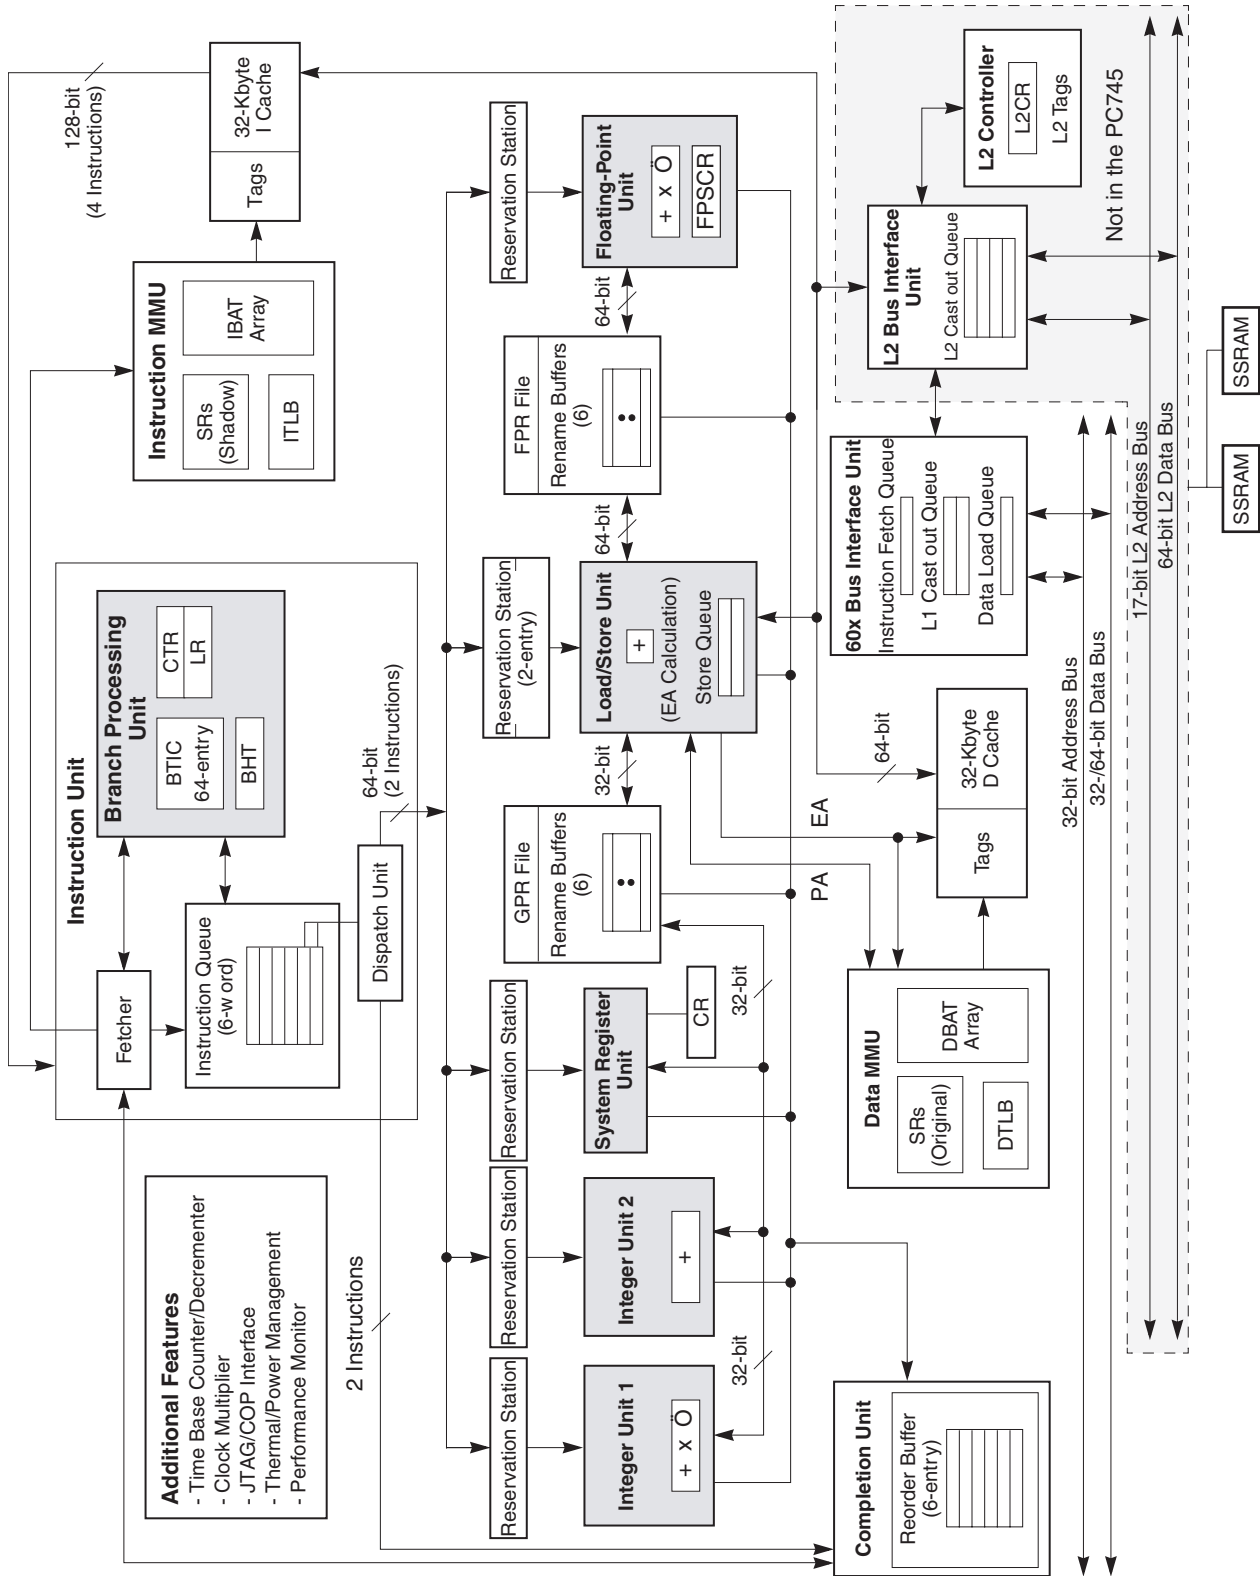 Additional Features
- Time Base Counter/Decrementer
- Clock Multiplier
- JTAG/COP Interface
- Thermal/Power Management
- Performance Monitor
Instruction Unit
Fetcher
Instruction Queue
(6-w ord)
Branch Processing
Unit
BTIC
64-entry
CTR
LR
BHT
Dispatch Unit
64-bit
(2 Instructions)
2 Instructions
Instruction MMU
SRs
(Shadow)
IBAT
Array
ITLB
Tags
32-Kbyte
I Cache
128-bit
(4 Instructions)
Reservation Station
Reservation Station
Reservation Station
Reservation Station
(2-entry)
Reservation Station
Integer Unit 1
+ x Ö
Integer Unit 2
+
System Register
Unit
CR
32-bit
32-bit
GPR File
Rename Buffers
(6)
32-bit
Load/Store Unit
+
(EA Calculation)
Store Queue
64-bit
FPR File
Rename Buffers
(6)
64-bit
Floating-Point
Unit
+ x Ö
FPSCR
PA
EA
64-bit
Completion Unit
Reorder Buffer
(6-entry)
Data MMU
SRs
(Original)
DBAT
Array
DTLB
Tags
32-Kbyte
D Cache
60x Bus Interface Unit
Instruction Fetch Queue
L1 Cast out Queue
Data Load Queue
L2 Bus Interface
Unit
L2 Cast out Queue
L2 Controller
L2CR
L2 Tags
Not in the PC745
32-bit Address Bus
32-/64-bit Data Bus
17-bit L2 Address Bus
64-bit L2 Data Bus
SSRAM
SSRAM